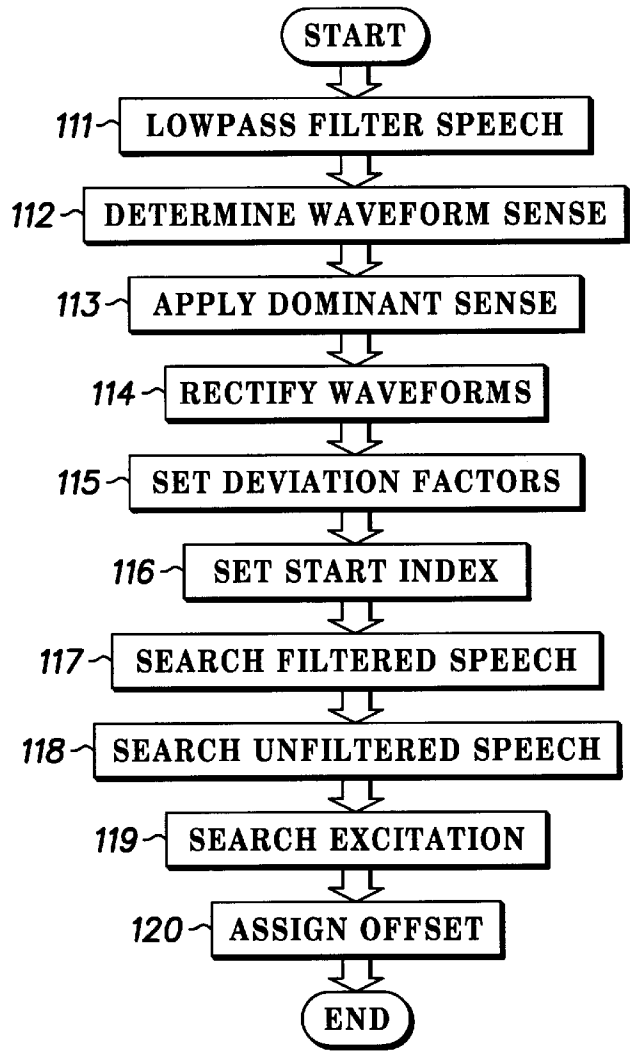 START
111 LOWPASS FILTER SPEECH
112 DETERMINE WAVEFORM SENSE
113 APPLY DOMINANT SENSE
114 RECTIFY WAVEFORMS
115 SET DEVIATION FACTORS
116 SET START INDEX
117 SEARCH FILTERED SPEECH
118 SEARCH UNFILTERED SPEECH
119 SEARCH EXCITATION
120 ASSIGN OFFSET
END